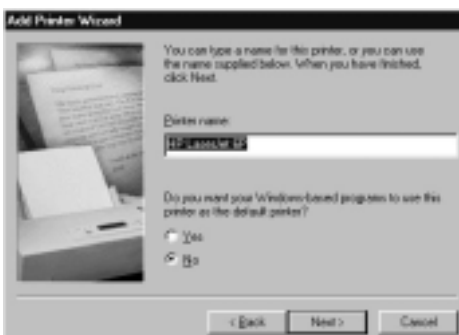 Add Printer Wizard
You can type a name for this printer, or you can use
the name supplied below. When you have finished,
click Next.
Printer name:
HP LaserJet
Do you want your Windows-based programs to use this
printer as the default printer?
Yes
No
< Back
Next >
Cancel